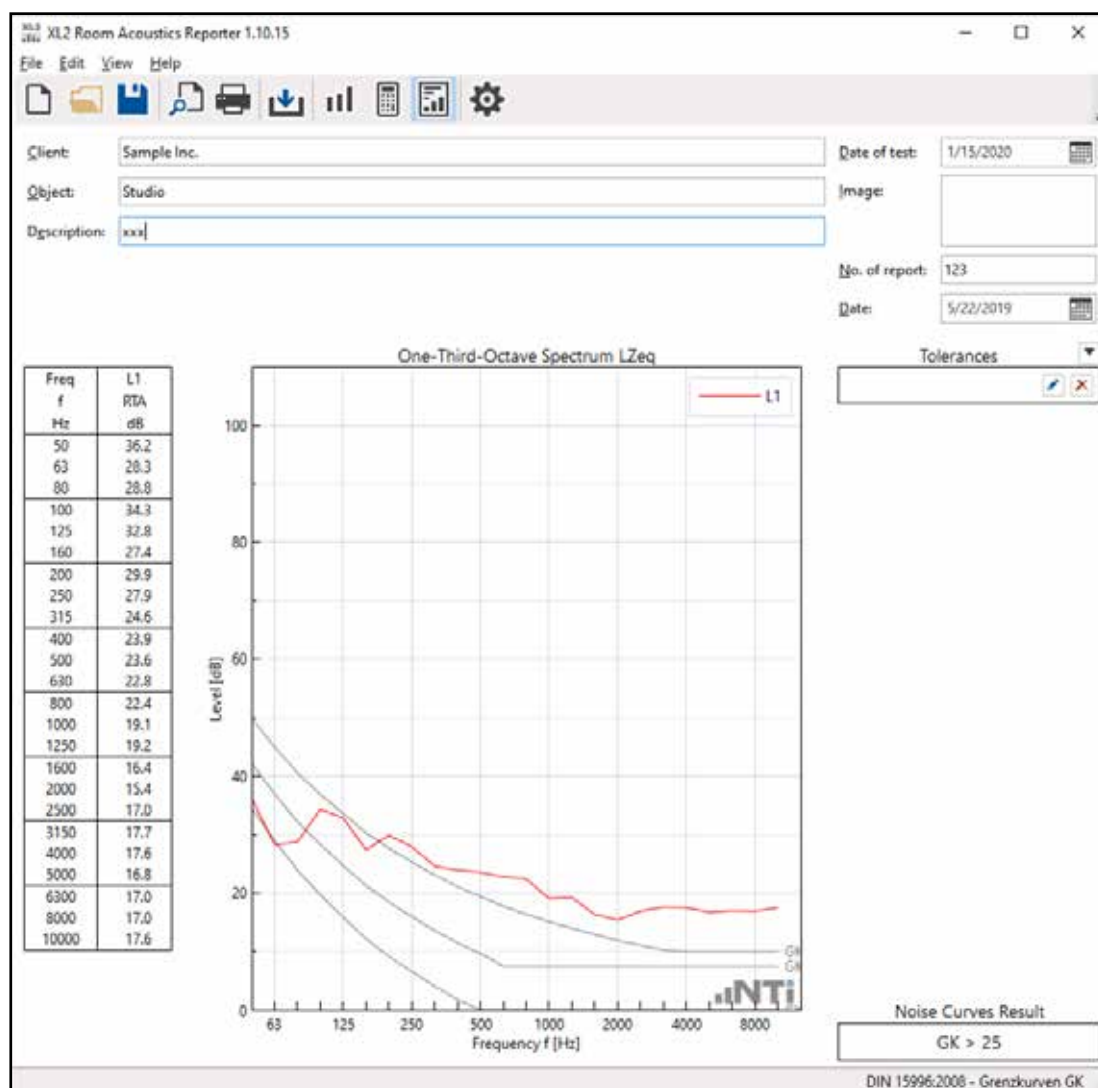 XL2 Room Acoustics Reporter 1.10.15
File Edit View Help
Client: Sample Inc.
Object: Studio
Description: xxx
Date of test: 1/15/2020
Image:
No. of report: 123
Date: 5/22/2019
Freq L1
f RTA
Hz dB
50 36.2
63 28.3
80 28.8
100 34.3
125 32.8
160 27.4
200 29.9
250 27.9
315 24.6
400 23.9
500 23.6
630 22.8
800 22.4
1000 19.1
1250 19.2
1600 16.4
2000 15.4
2500 17.0
3150 17.7
4000 17.6
5000 16.8
6300 17.0
8000 17.0
10000 17.6
One-Third-Octave Spectrum LZeq
L1
Level [dB]
100
80
60
40
20
0
63 125 250 500 1000 2000 4000 8000
Frequency f [Hz]
NTi
Tolerances
Noise Curves Result
GK > 25
DIN 15996:2008 - Grenzkurven GK